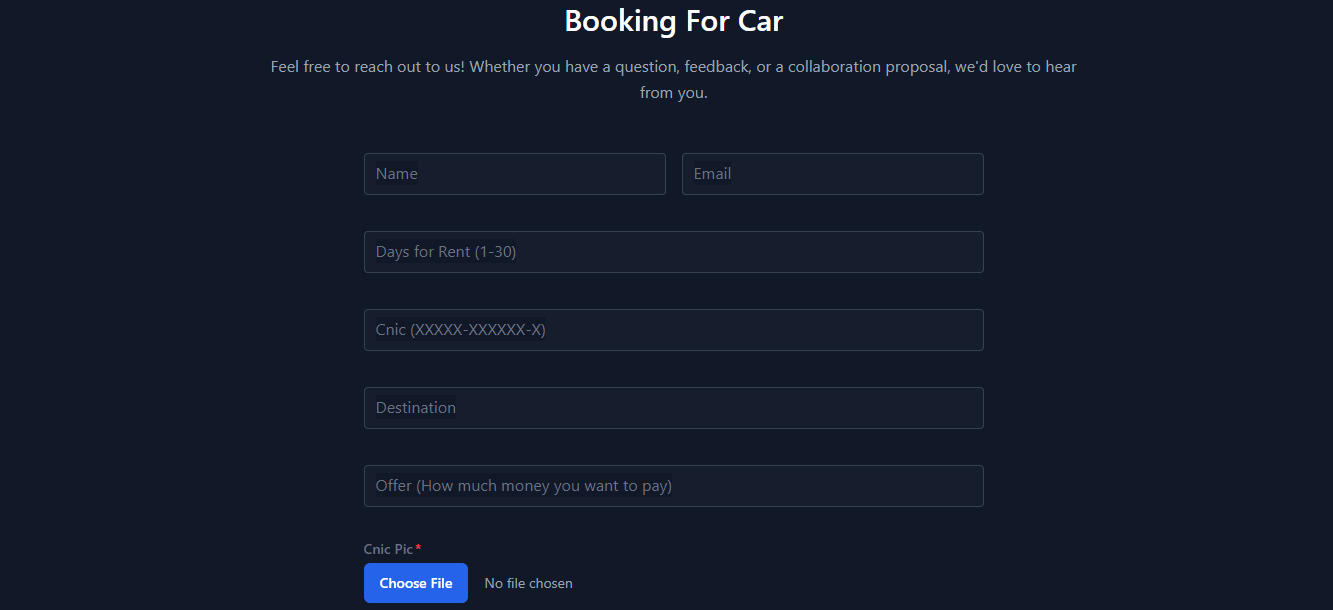 Booking For Car
Feel free to reach out to us! Whether you have a question, feedback, or a collaboration proposal, we'd love to hear
from you.
Name
Email
Days for Rent (1-30)
Cnic (XXXXX-XXXXXX-X)
Destination
Offer (How much money you want to pay)
Cnic Pic*
Choose File No file chosen